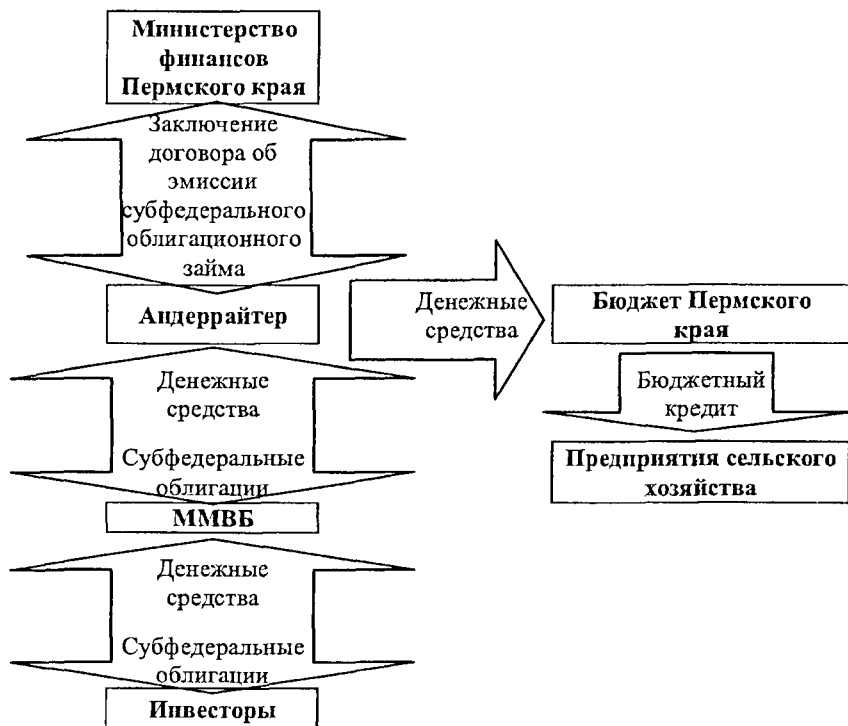 Министерство
финансов
Пермского края
Заключение
договора об
эмиссии
субфедерального
облигационного
займа
Андеррайтер
Денежные
средства
Бюджет Пермского
края
Денежные
средства
Субфедеральные
облигации
Бюджетный
кредит
Предприятия сельского
хозяйства
ММВБ
Денежные
средства
Субфедеральные
облигации
Инвесторы